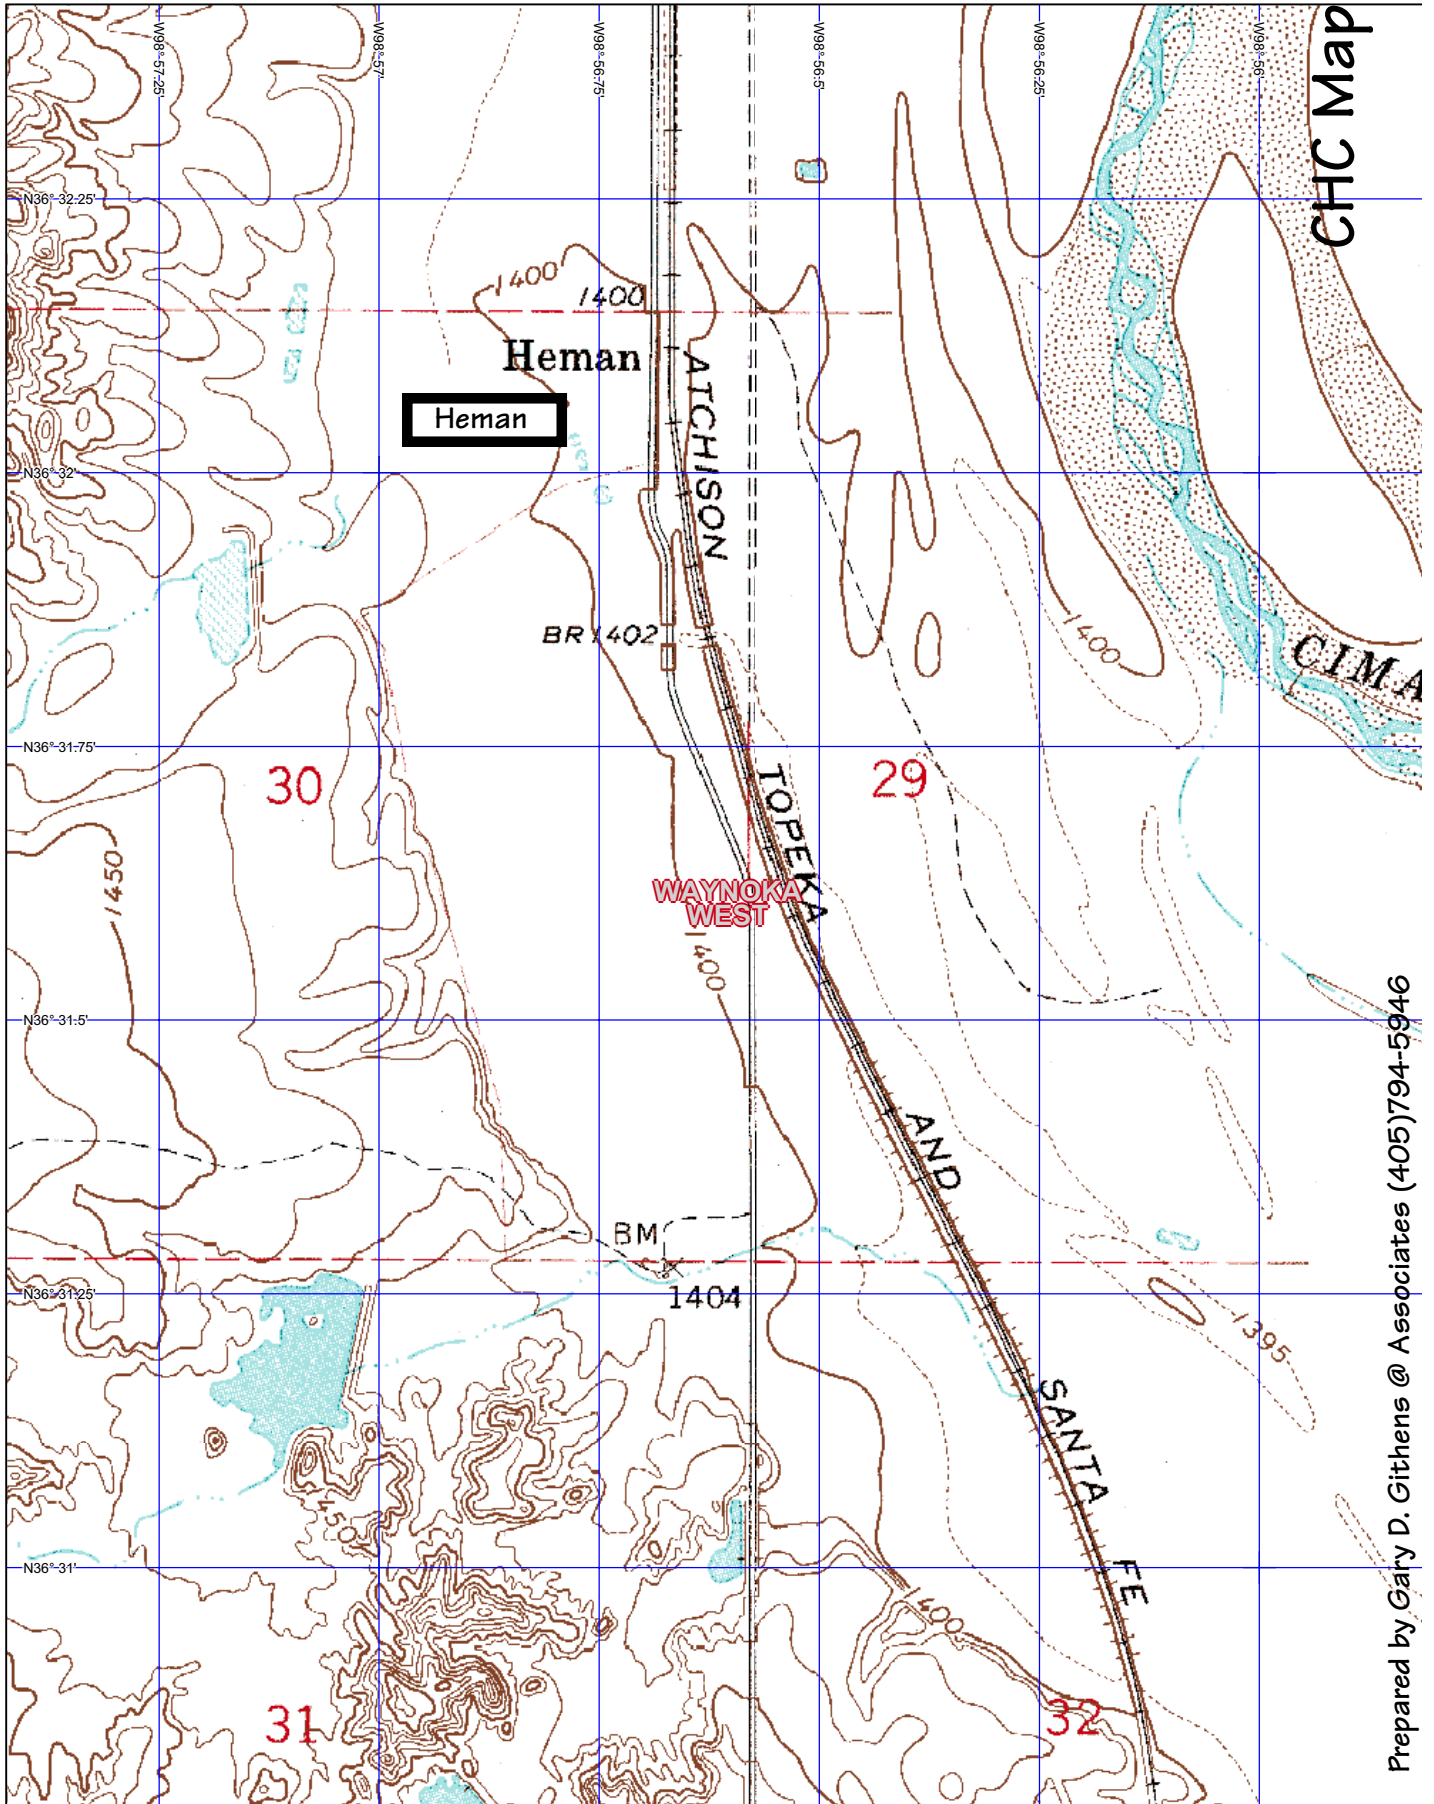 W98° 57.25'
W98° 57'
W98° 56.75'
W98° 56.5'
W98° 56.25'
W98° 56'
CHC Map
N36° 32.25'
1400
1400
Heman
Heman
ATCHISON
N36° 32'
BR 1402
1400
CIMA
N36° 31.75'
30
29
TOPEKA
1450
WAYNOKA
WEST
1400
N36° 31.5'
AND
BM
1404
N36° 31.25'
1395
SANTA
1450
N36° 31'
FE
1400
31
32
Prepared by Gary D. Githens @ Associates (405)794-5946